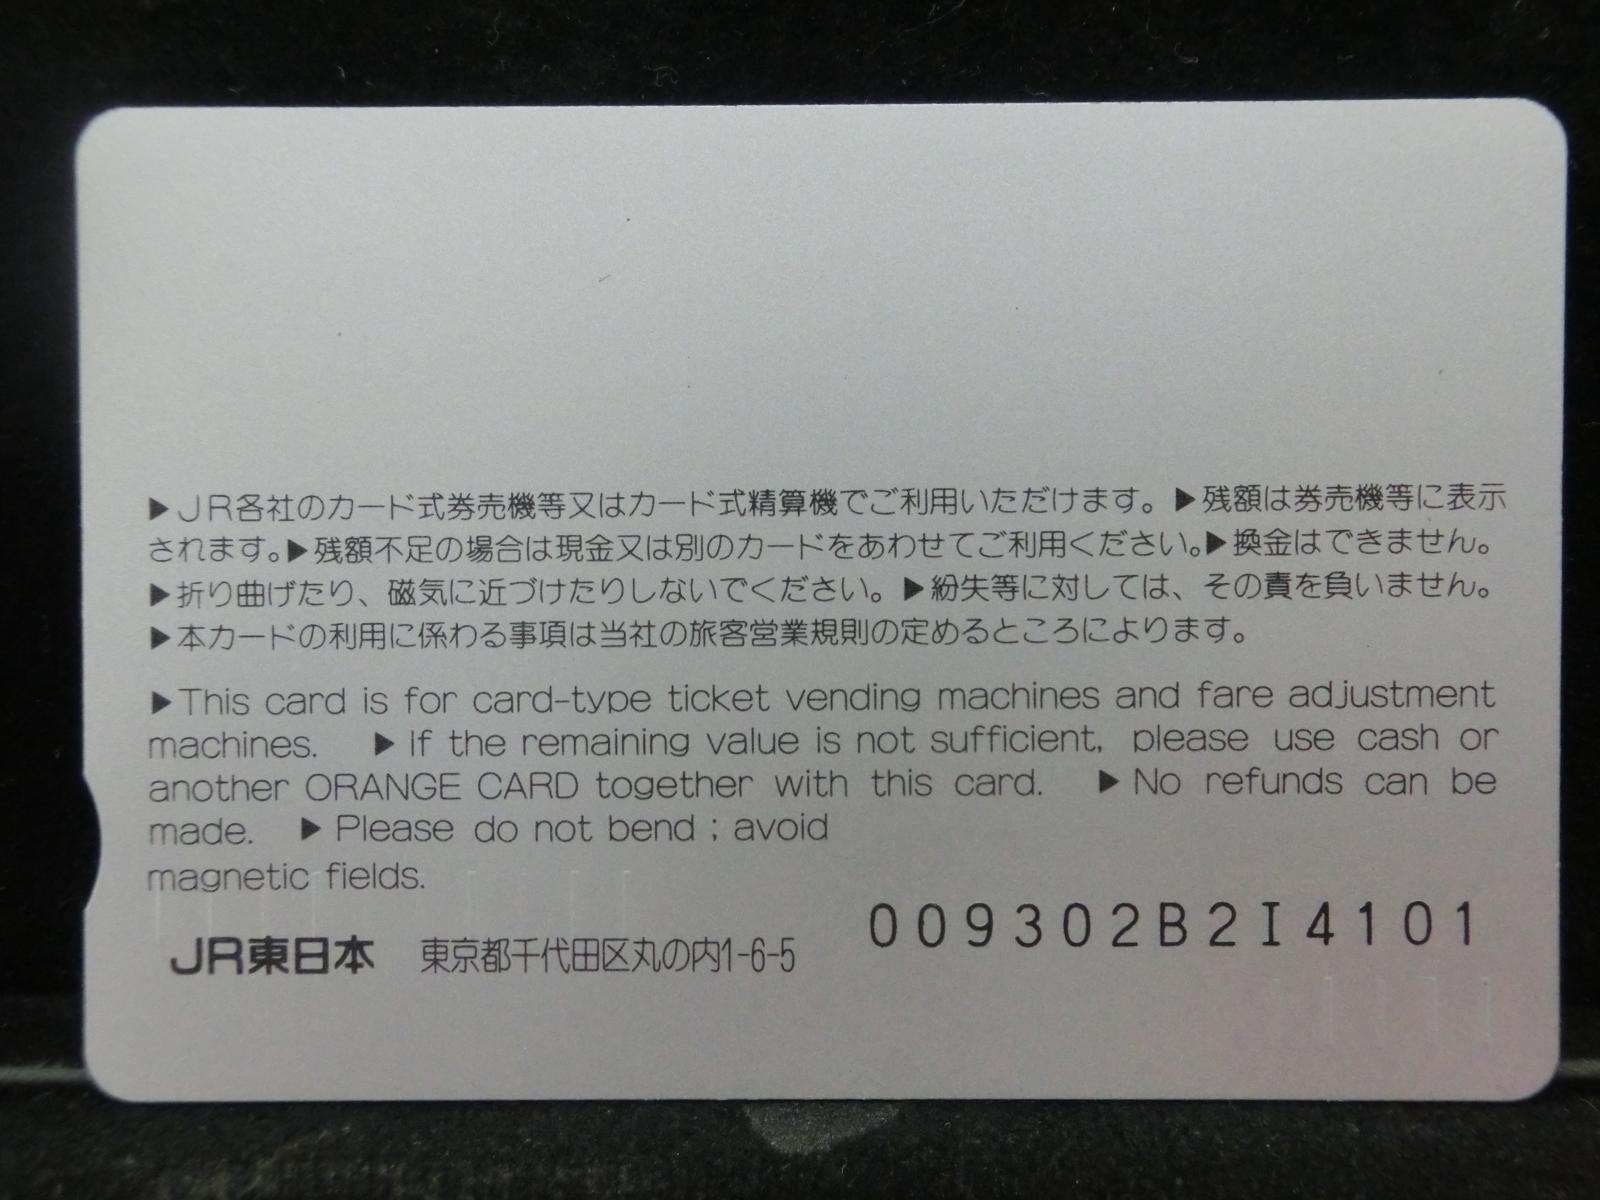 ▶JR各社のカード式券売機等又はカード式精算機でご利用いただけます。▶残額は券売機等に表示
されます。▶残額不足の場合は現金又は別のカードをあわせてご利用ください。▶換金はできません。
▶折り曲げたり、磁気に近づけたりしないでください。▶紛失等に対しては、その責を負いません。
▶本カードの利用に係わる事項は当社の旅客営業規則の定めるところによります。
▶This card is for card-type ticket vending machines and fare adjustment
machines. ▶If the remaining value is not sufficient, please use cash or
another ORANGE CARD together with this card. ▶No refunds can be
made. ▶Please do not bend ; avoid
magnetic fields.
009302B2I4101
JR東日本 東京都千代田区丸の内1-6-5